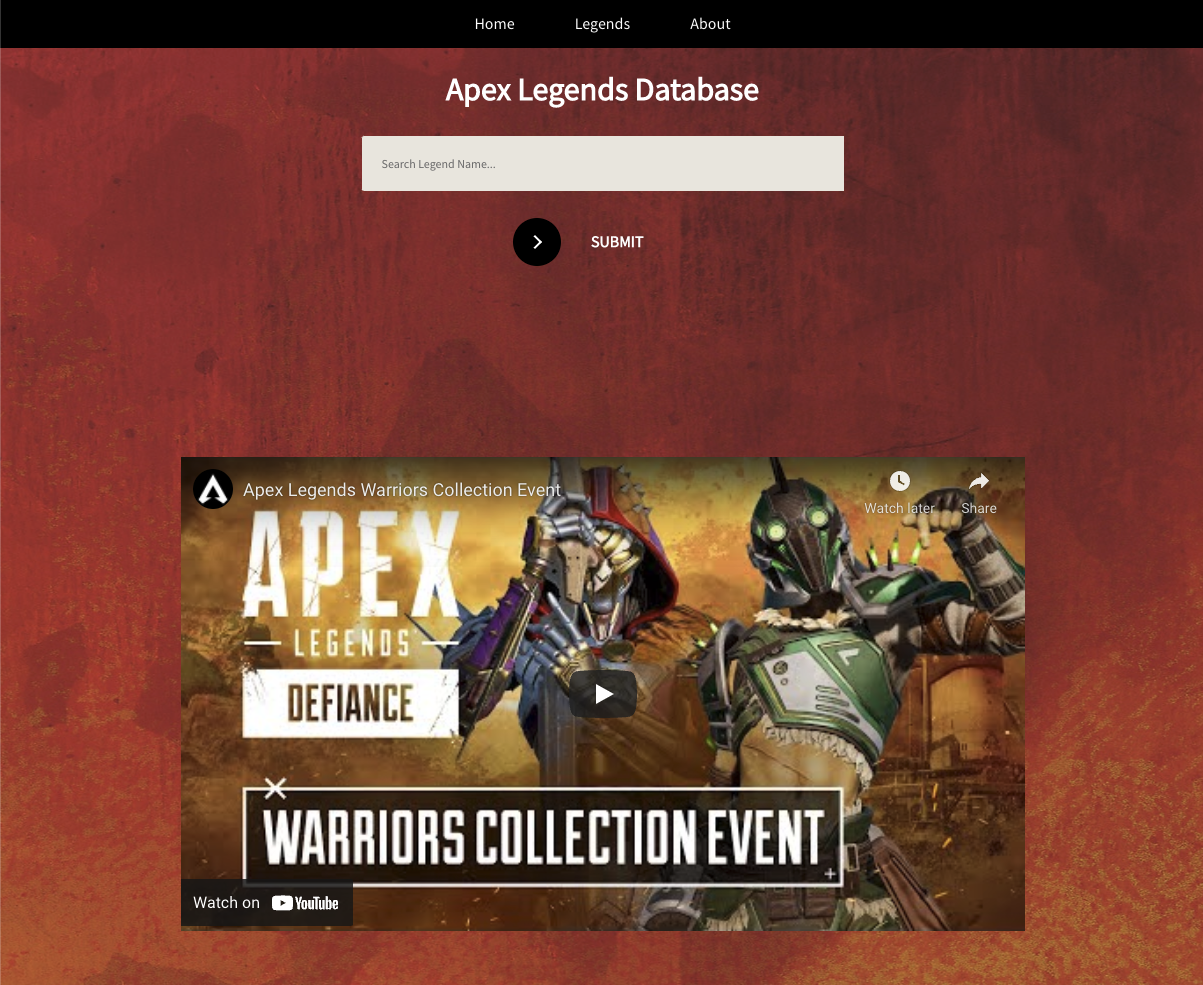 Home Legends About
Apex Legends Database
Search Legend Name...
SUBMIT
Apex Legends Warriors Collection Event
Watch later Share
APEX
LEGENDS
DEFIANCE
WARRIORS COLLECTION EVENT
Watch on YouTube